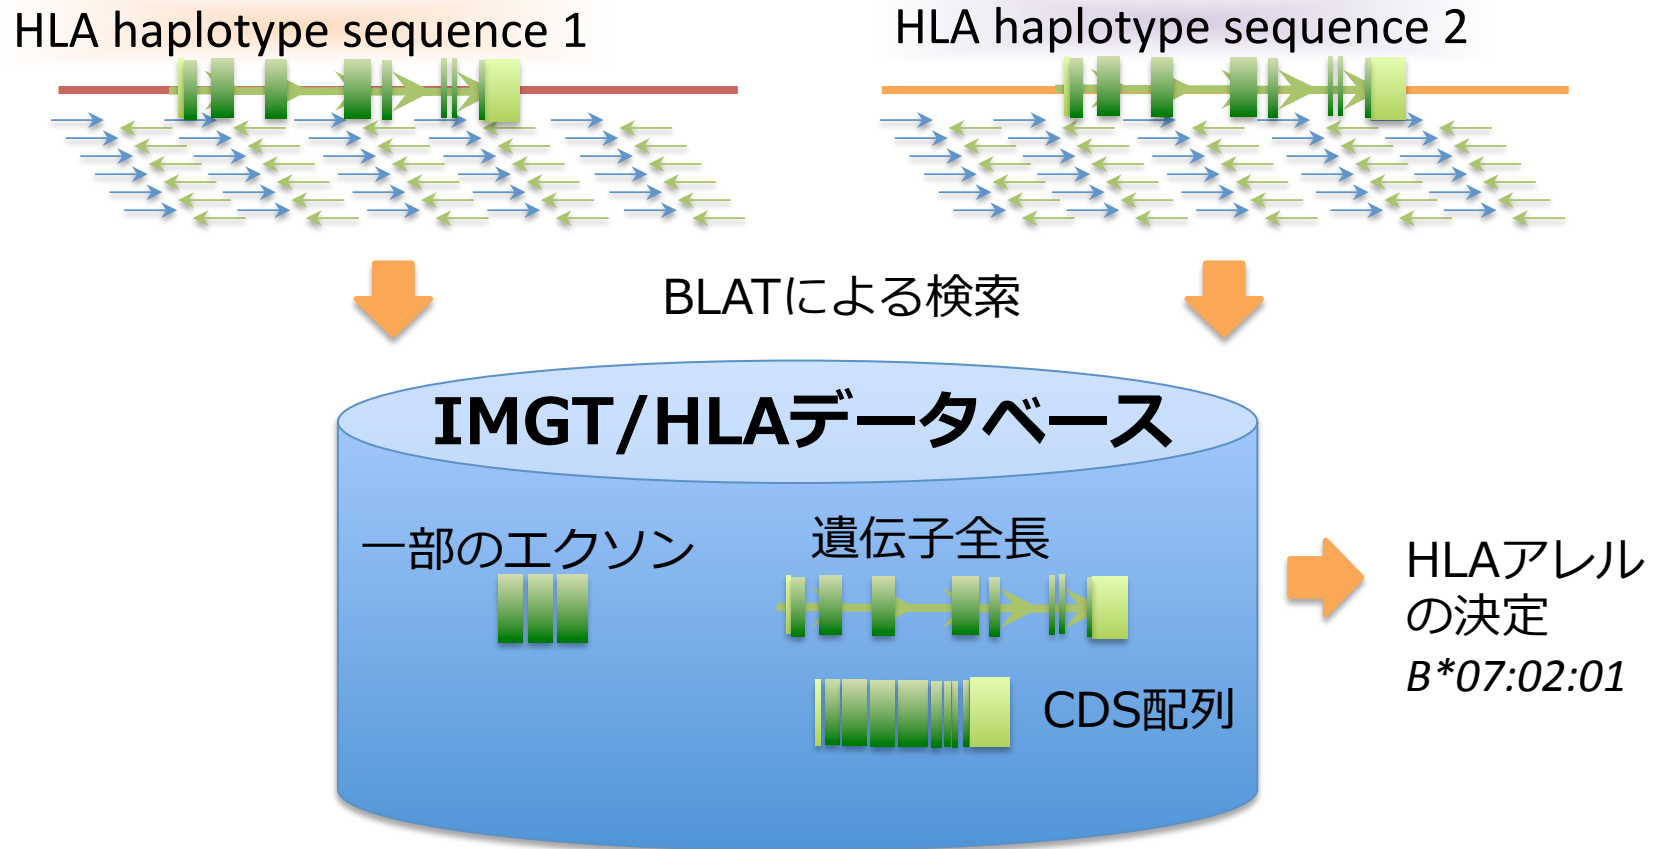 HLA haplotype sequence 1
HLA haplotype sequence 2
BLATによる検索
IMGT/HLAデータベース
一部のエクソン
遺伝子全長
CDS配列
HLAアレル
の決定
B*07:02:01